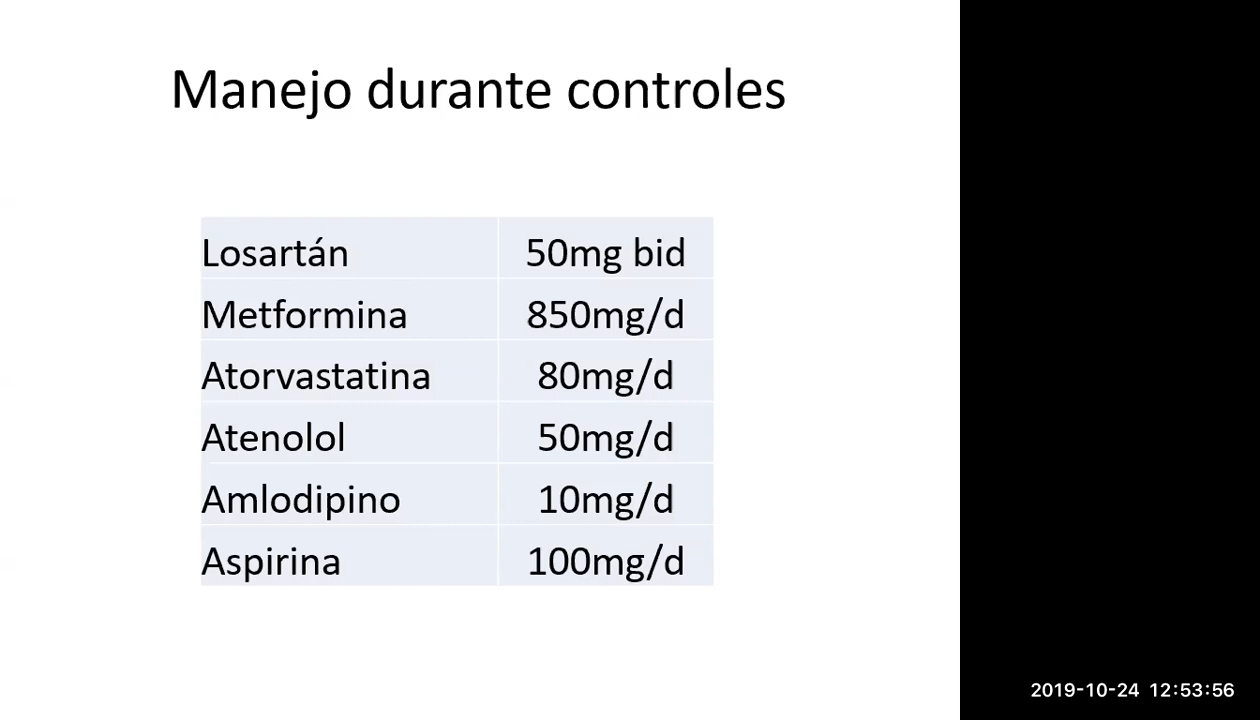 Manejo durante controles
Losartán 50mg bid
Metformina 850mg/d
Atorvastatina 80mg/d
Atenolol 50mg/d
Amlodipino 10mg/d
Aspirina 100mg/d
2019-10-24 12:53:56